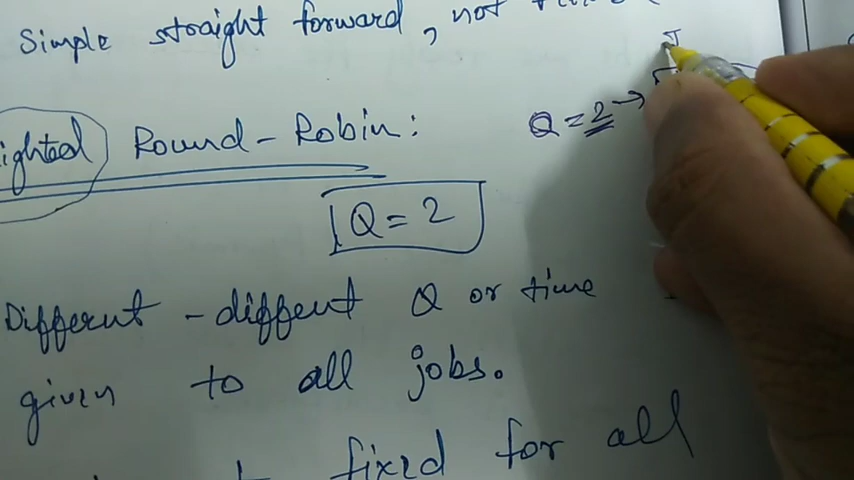 Simple straight forward, not
ighted Round-Robin:
Q=2→
Q=2
Different-different Q or time
given to all jobs.
fixed for all